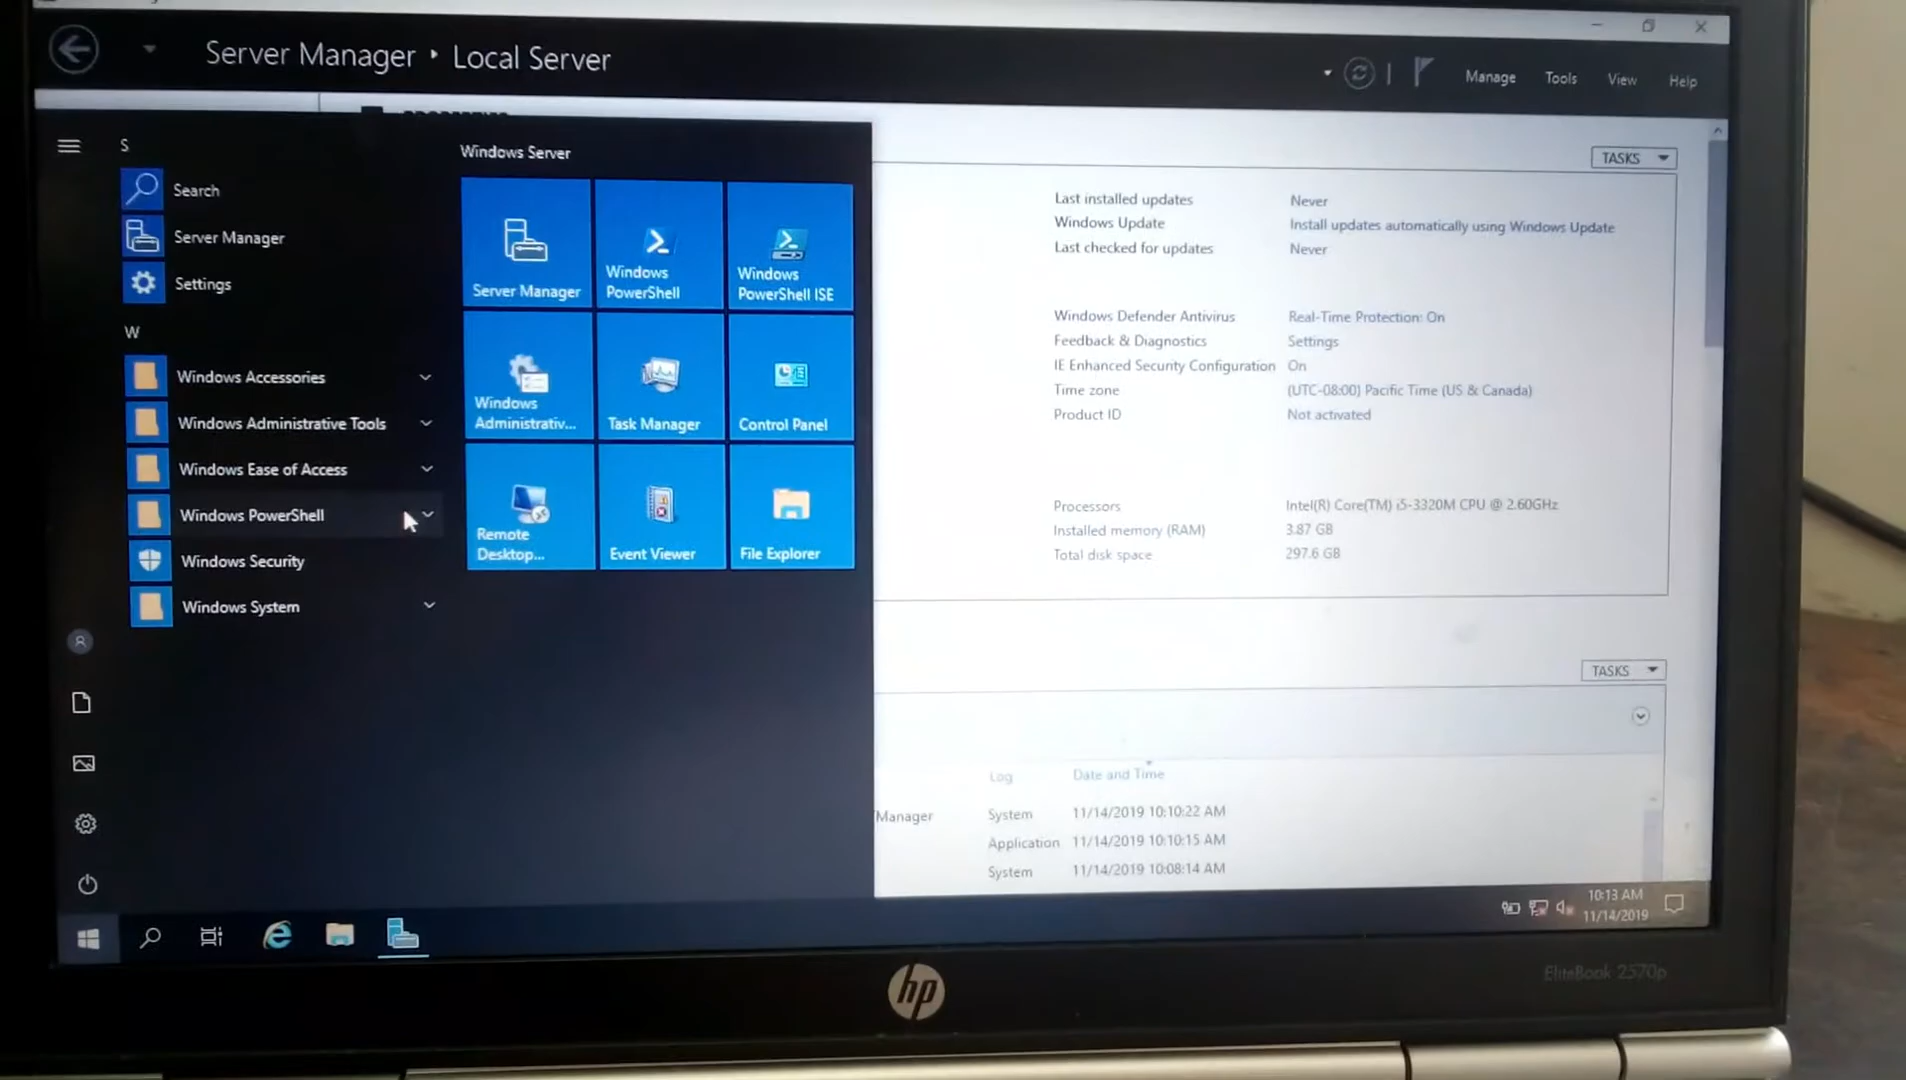 Server Manager ‣ Local Server
Manage
Tools
View
Help
S
Search
Server Manager
Settings
W
Windows Accessories
Windows Administrative Tools
Windows Ease of Access
Windows PowerShell
Windows Security
Windows System
Windows Server
Server Manager
Windows
PowerShell
Windows
PowerShell ISE
Windows
Administrativ...
Task Manager
Control Panel
Remote
Desktop...
Event Viewer
File Explorer
TASKS
Last installed updates Never
Windows Update Install updates automatically using Windows Update
Last checked for updates Never
Windows Defender Antivirus Real-Time Protection: On
Feedback & Diagnostics Settings
IE Enhanced Security Configuration On
Time zone (UTC-08:00) Pacific Time (US & Canada)
Product ID Not activated
Processors Intel(R) Core(TM) i5-3320M CPU @ 2.60GHz
Installed memory (RAM) 3.87 GB
Total disk space 297.6 GB
TASKS
Log Date and Time
Manager System 11/14/2019 10:10:22 AM
Application 11/14/2019 10:10:15 AM
System 11/14/2019 10:08:14 AM
10:13 AM
11/14/2019
hp
EliteBook 2570p